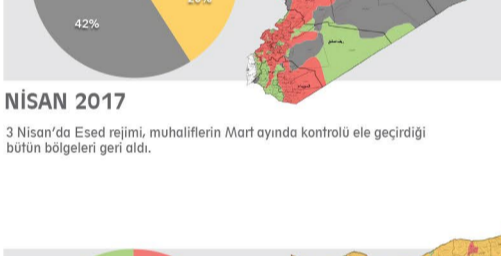 42%
NİSAN 2017
3 Nisan'da Esed rejimi, muhaliflerin Mart ayında kontrolü ele geçirdiği
bütün bölgeleri geri aldı.